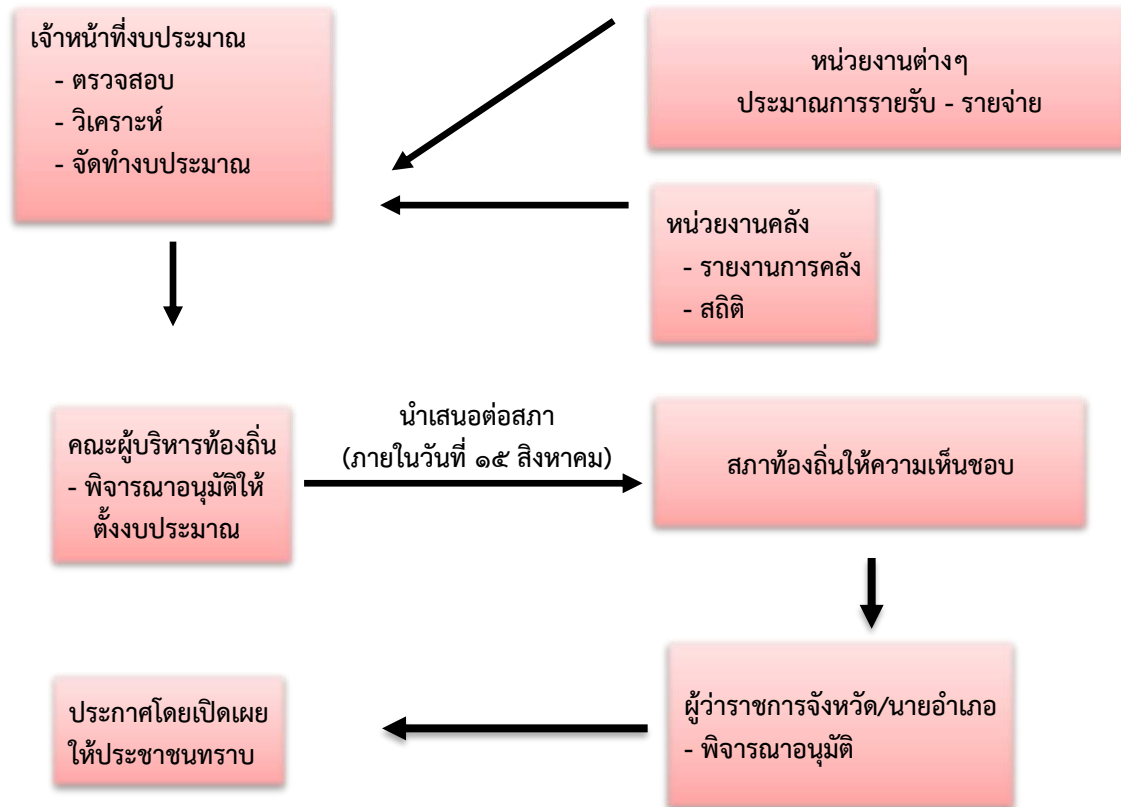 เจ้าหน้าที่งบประมาณ
- ตรวจสอบ
- วิเคราะห์
- จัดทำงบประมาณ
หน่วยงานต่างๆ
ประมาณการรายรับ - รายจ่าย
หน่วยงานคลัง
- รายงานการคลัง
- สถิติ
คณะผู้บริหารท้องถิ่น
- พิจารณาอนุมัติให้
ตั้งงบประมาณ
นำเสนอต่อสภา
(ภายในวันที่ ๑๕ สิงหาคม)
สภาท้องถิ่นให้ความเห็นชอบ
ผู้ว่าราชการจังหวัด/นายอำเภอ
- พิจารณาอนุมัติ
ประกาศโดยเปิดเผย
ให้ประชาชนทราบ